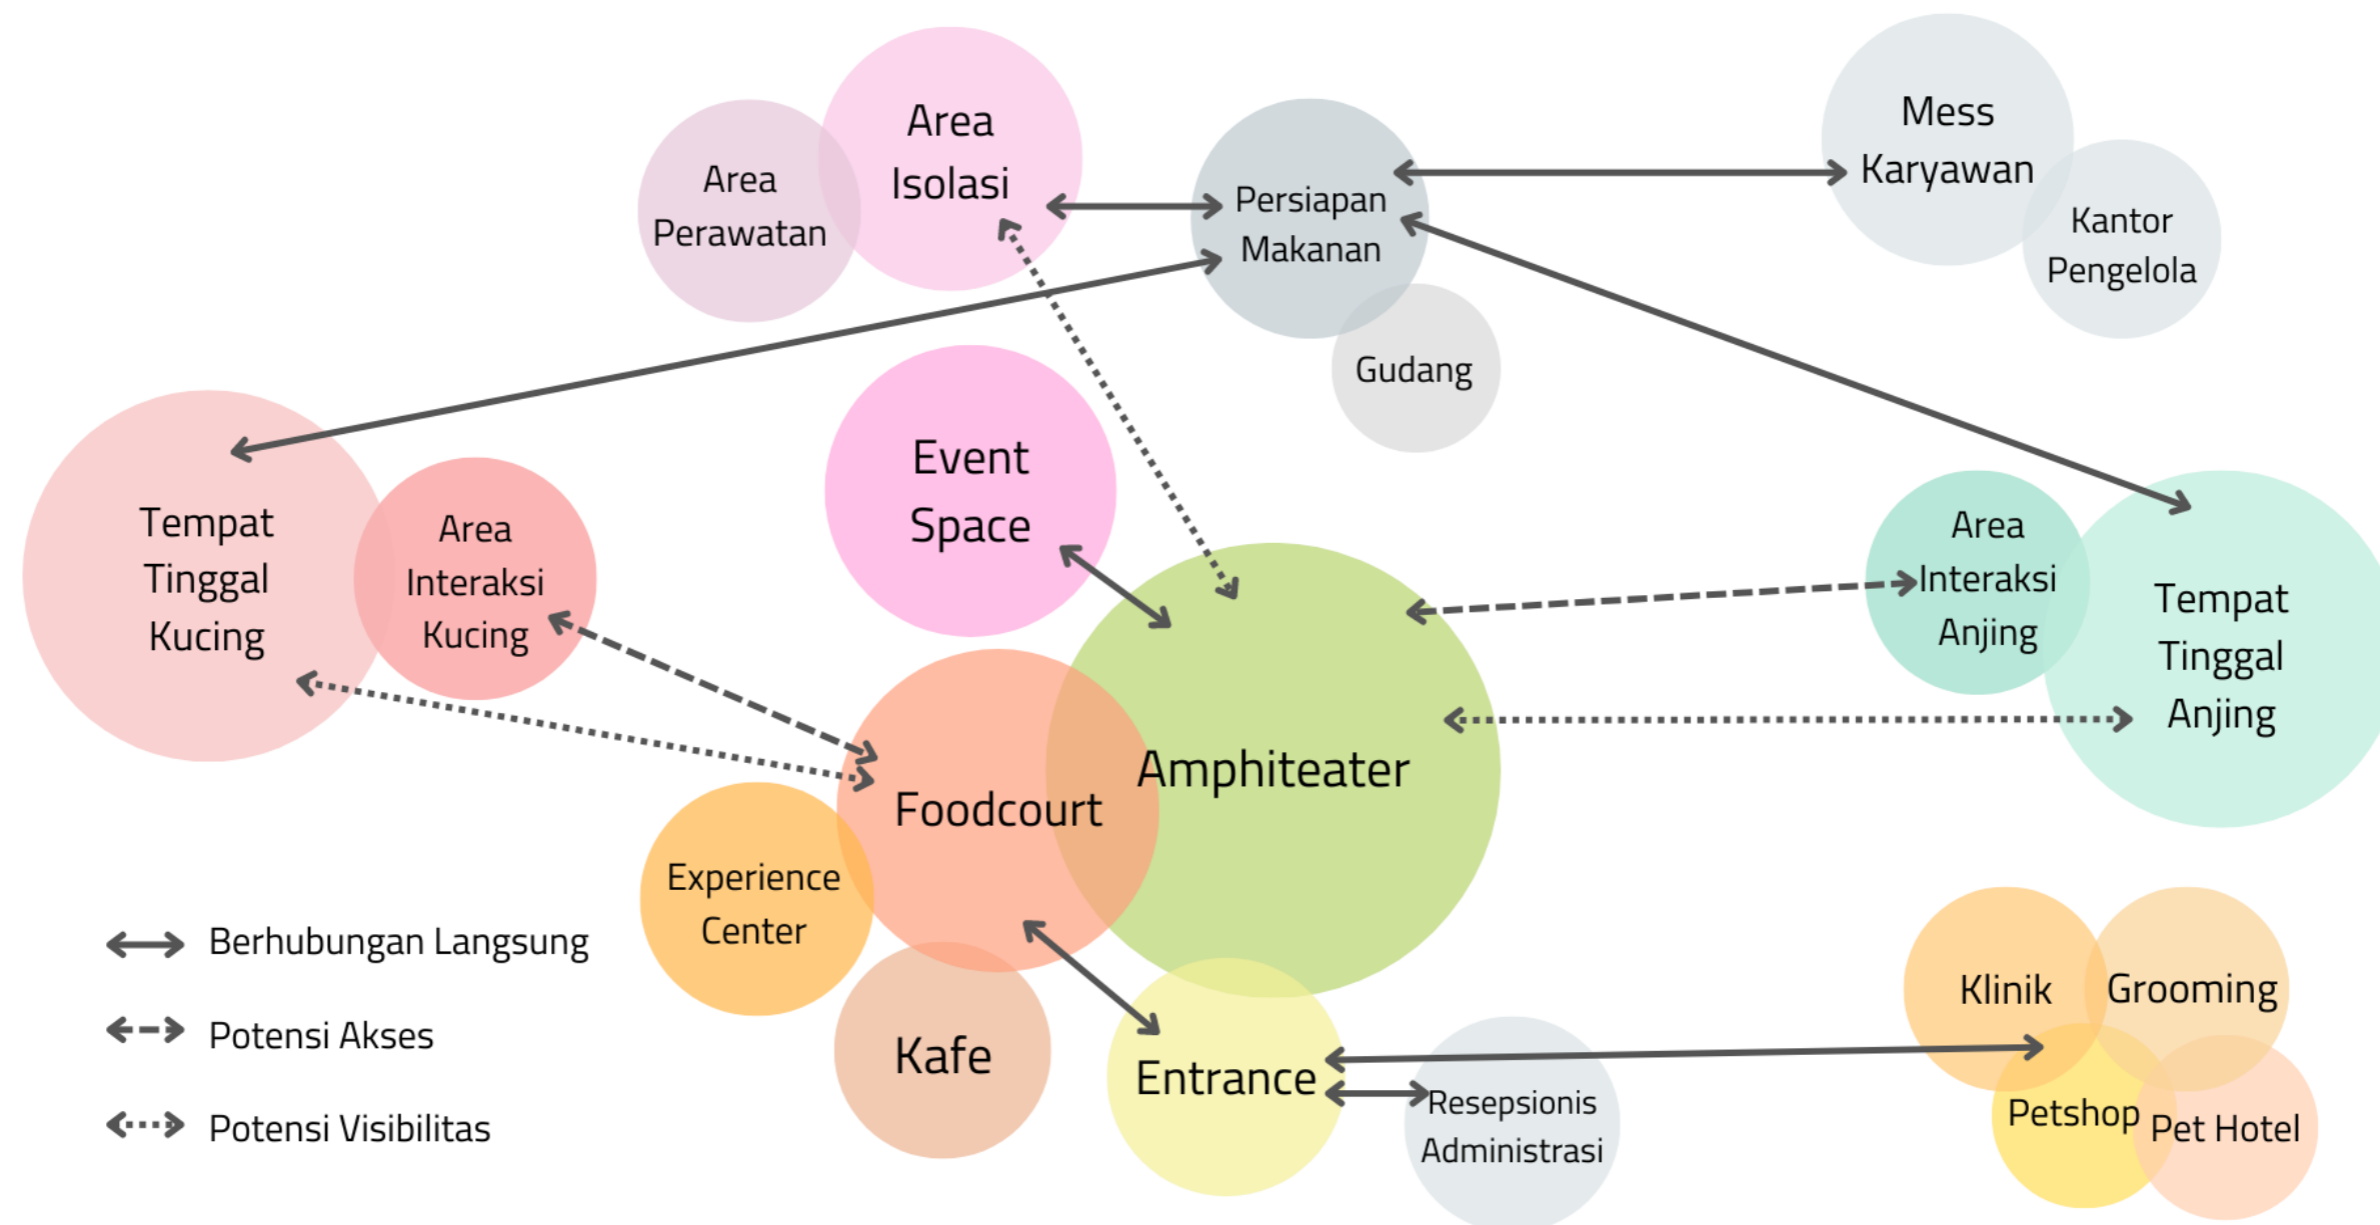 Area
Isolasi
Area
Perawatan
Persiapan
Makanan
Mess
Karyawan
Kantor
Pengelola
Gudang
Event
Space
Tempat
Tinggal
Kucing
Area
Interaksi
Kucing
Area
Interaksi
Anjing
Tempat
Tinggal
Anjing
Amphiteater
Foodcourt
Experience
Center
Kafe
Entrance
Resepsionis
Administrasi
Klinik
Grooming
Petshop
Pet Hotel
Berhubungan Langsung
Potensi Akses
Potensi Visibilitas